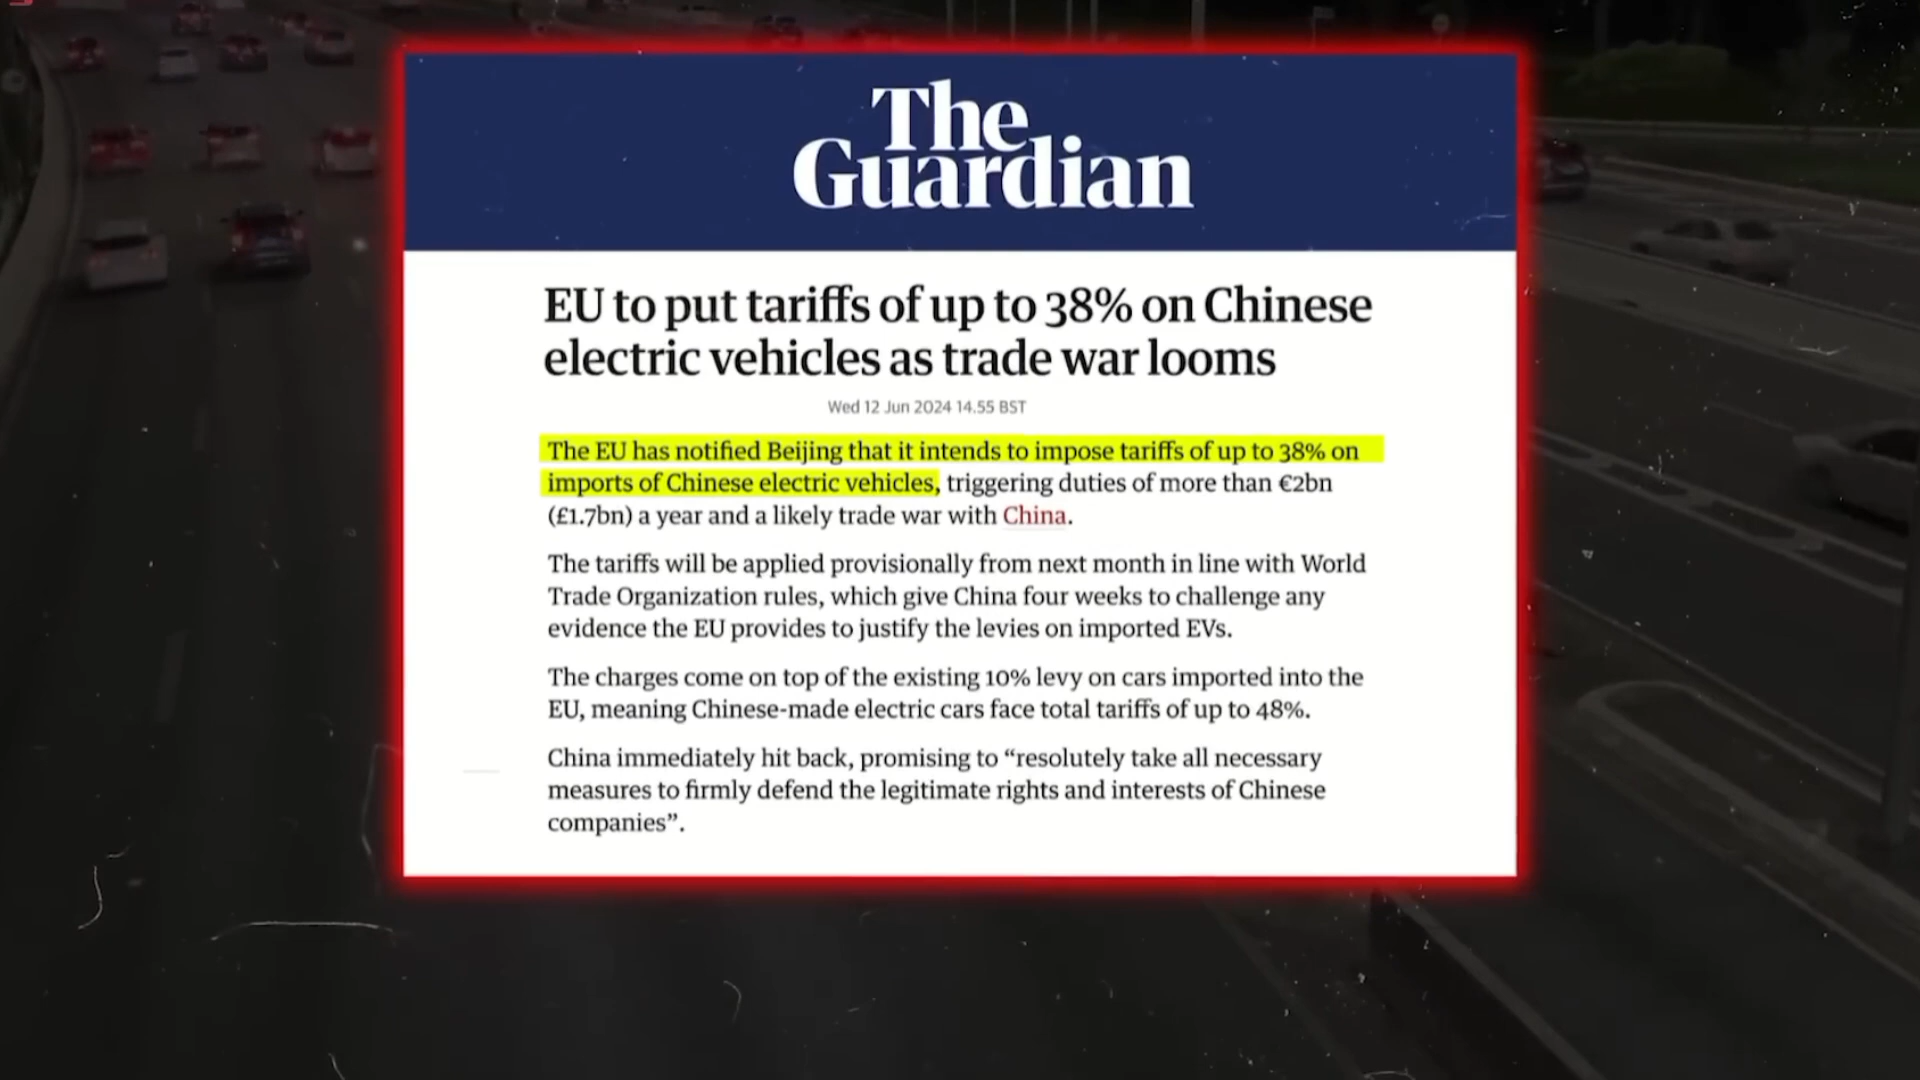 The
Guardian
EU to put tariffs of up to 38% on Chinese
electric vehicles as trade war looms
Wed 12 Jun 2024 14.55 BST
The EU has notified Beijing that it intends to impose tariffs of up to 38% on
imports of Chinese electric vehicles, triggering duties of more than €2bn
(£1.7bn) a year and a likely trade war with China.
The tariffs will be applied provisionally from next month in line with World
Trade Organization rules, which give China four weeks to challenge any
evidence the EU provides to justify the levies on imported EVs.
The charges come on top of the existing 10% levy on cars imported into the
EU, meaning Chinese-made electric cars face total tariffs of up to 48%.
China immediately hit back, promising to “resolutely take all necessary
measures to firmly defend the legitimate rights and interests of Chinese
companies”.